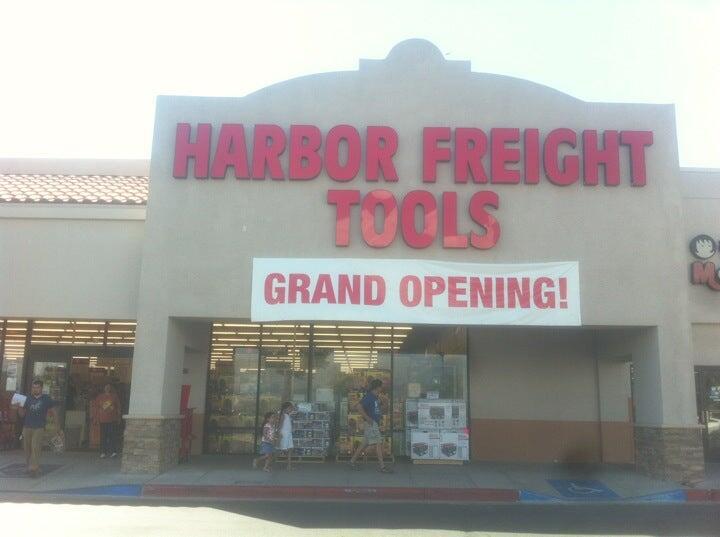 HARBOR FREIGHT
TOOLS
GRAND OPENING!